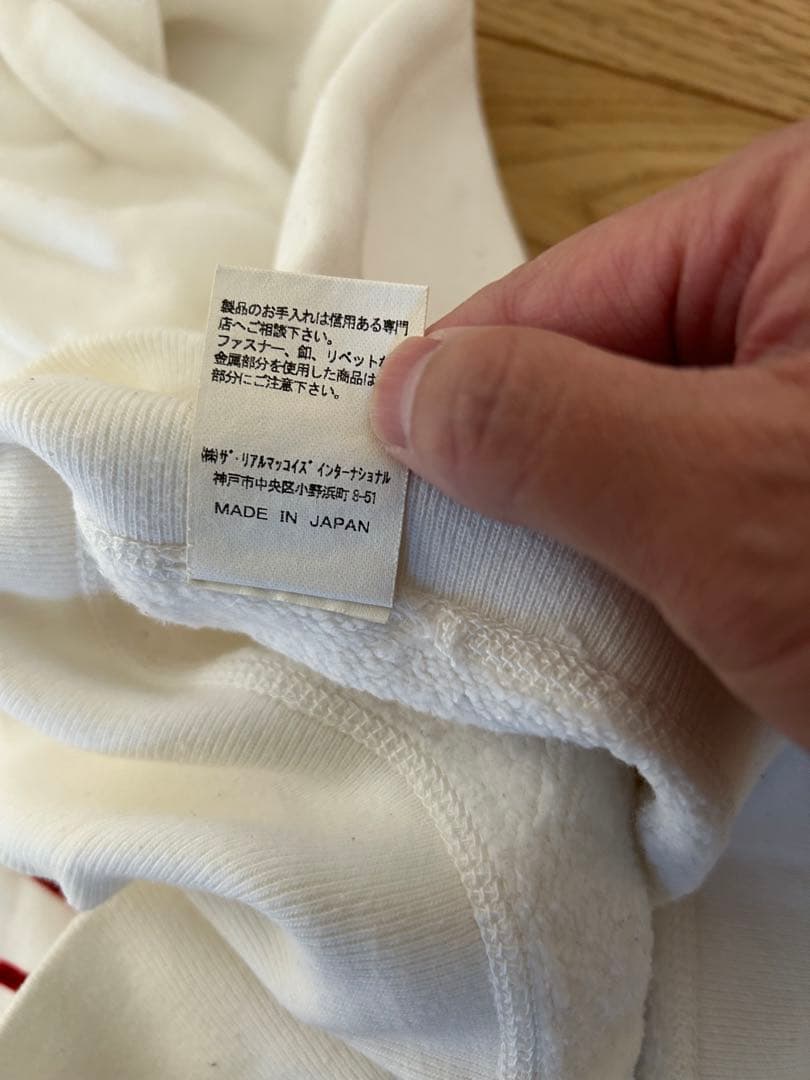 製品のお手入れは信用ある専門
店へご相談下さい。
ファスナー、釦、リベット
金属部分を使用した商品は
部分にご注意下さい。
(株)ザ・リアルマッコイズ インターナショナル
神戸市中央区小野浜町 8-51
MADE IN JAPAN